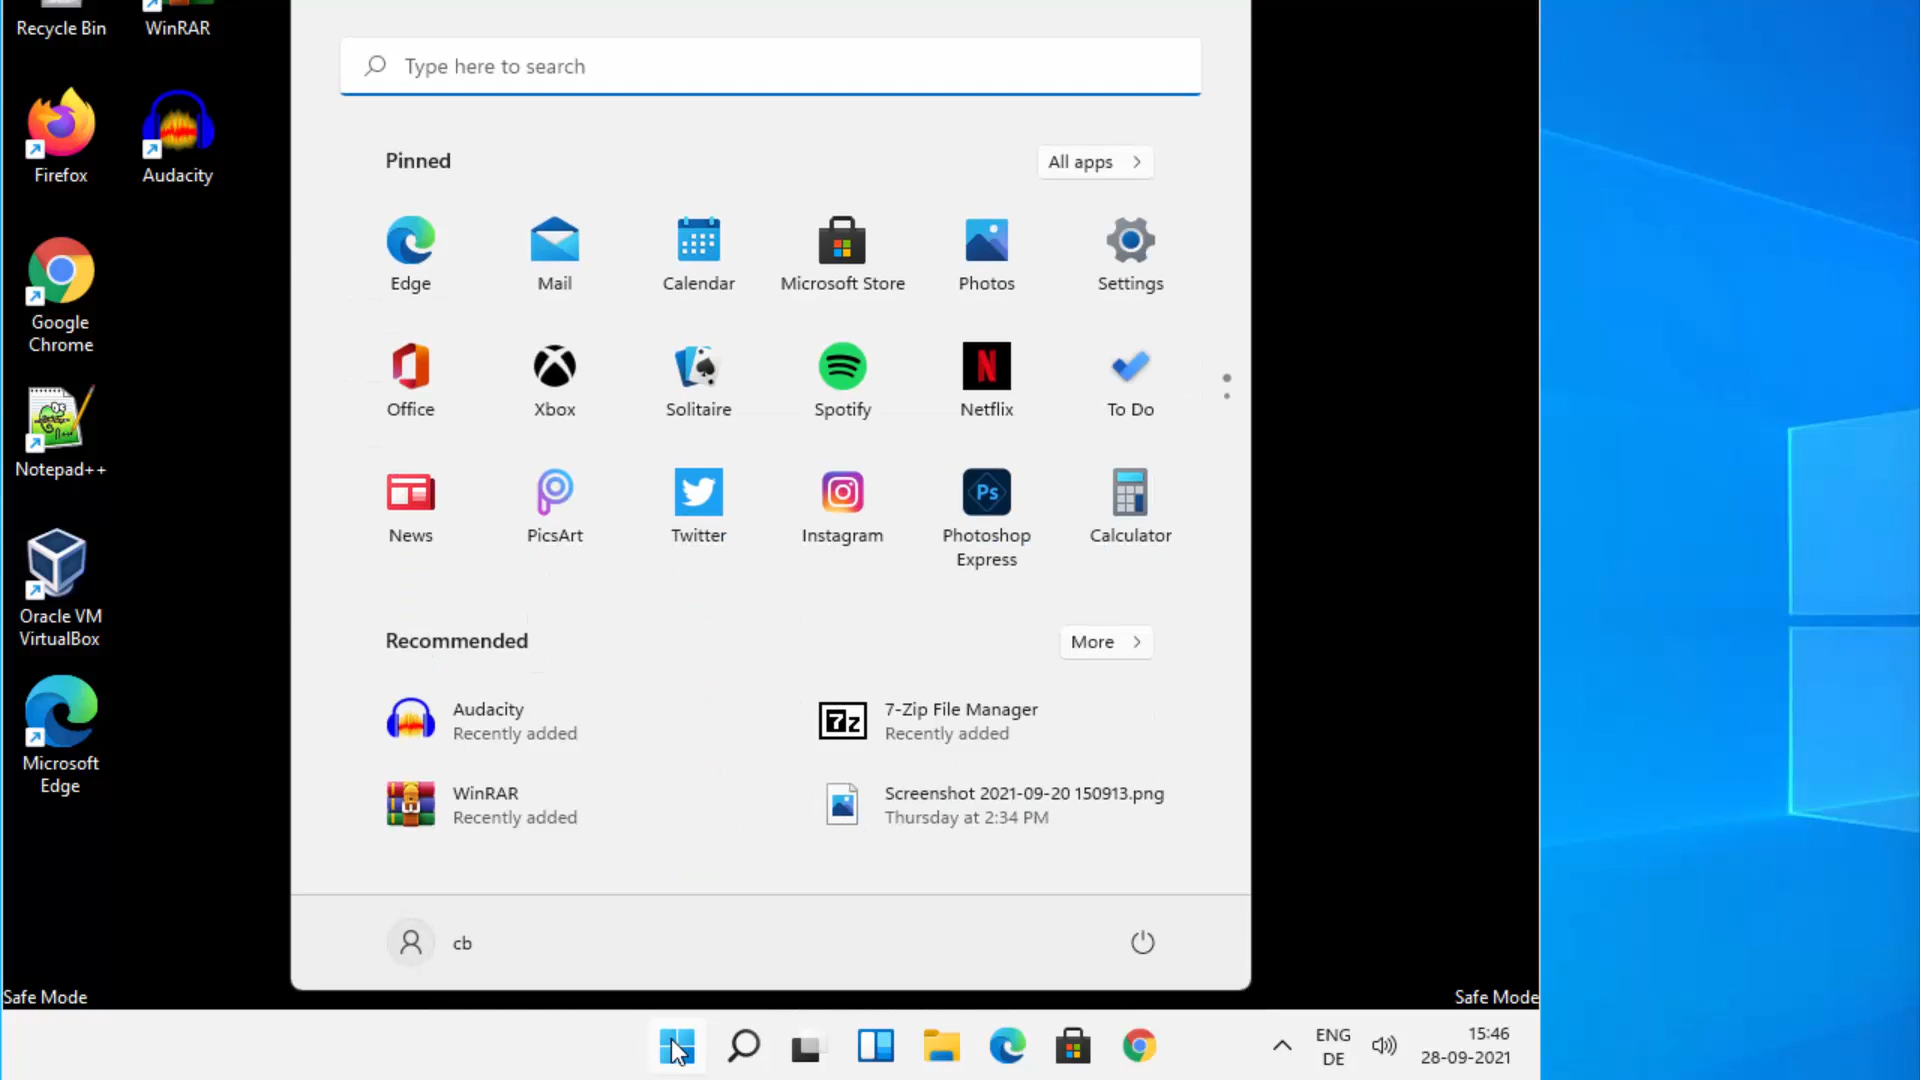 Recycle Bin
WinRAR
Firefox
Audacity
Google
Chrome
Notepad++
Oracle VM
VirtualBox
Microsoft
Edge
Type here to search
Pinned
All apps
Edge
Mail
Calendar
Microsoft Store
Photos
Settings
Office
Xbox
Solitaire
Spotify
N
Netflix
To Do
News
PicsArt
Twitter
Instagram
Ps
Photoshop
Express
Calculator
Recommended
More
Audacity
Recently added
7z
7-Zip File Manager
Recently added
WinRAR
Recently added
Screenshot 2021-09-20 150913.png
Thursday at 2:34 PM
cb
Safe Mode
Safe Mode
ENG
DE
15:46
28-09-2021